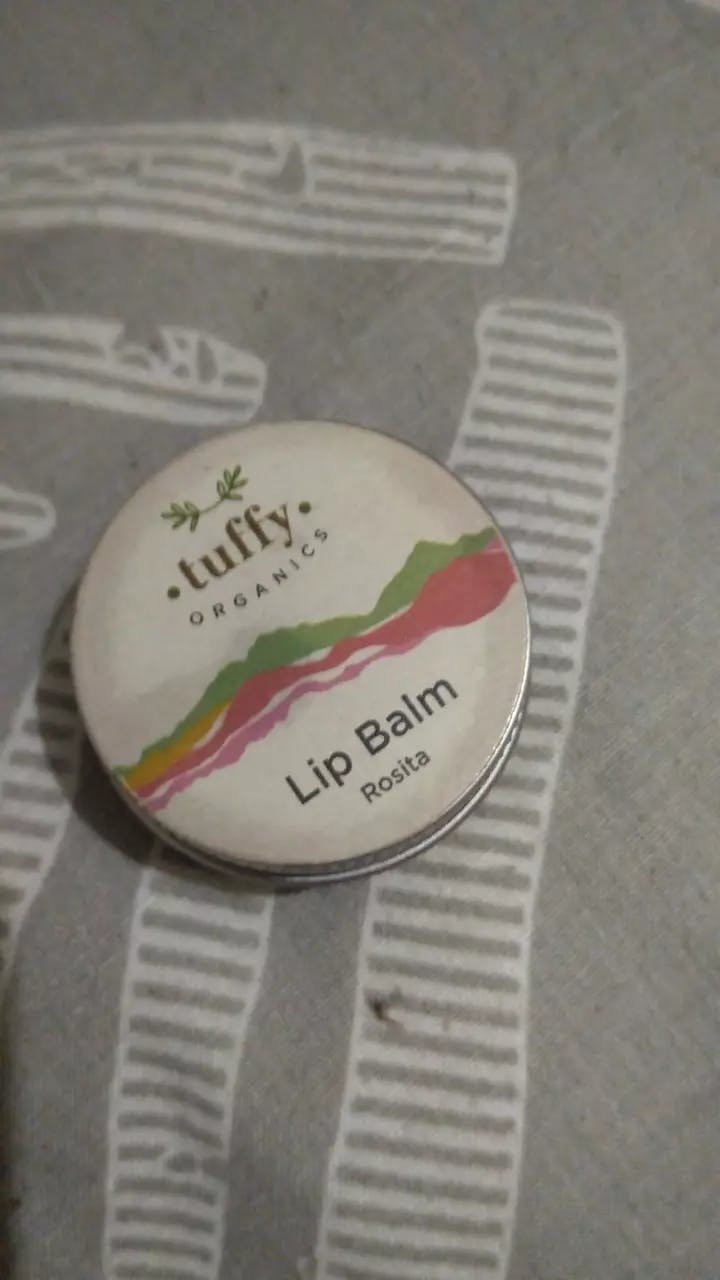 •tuffy•
ORGANICS
Lip Balm
Rosita